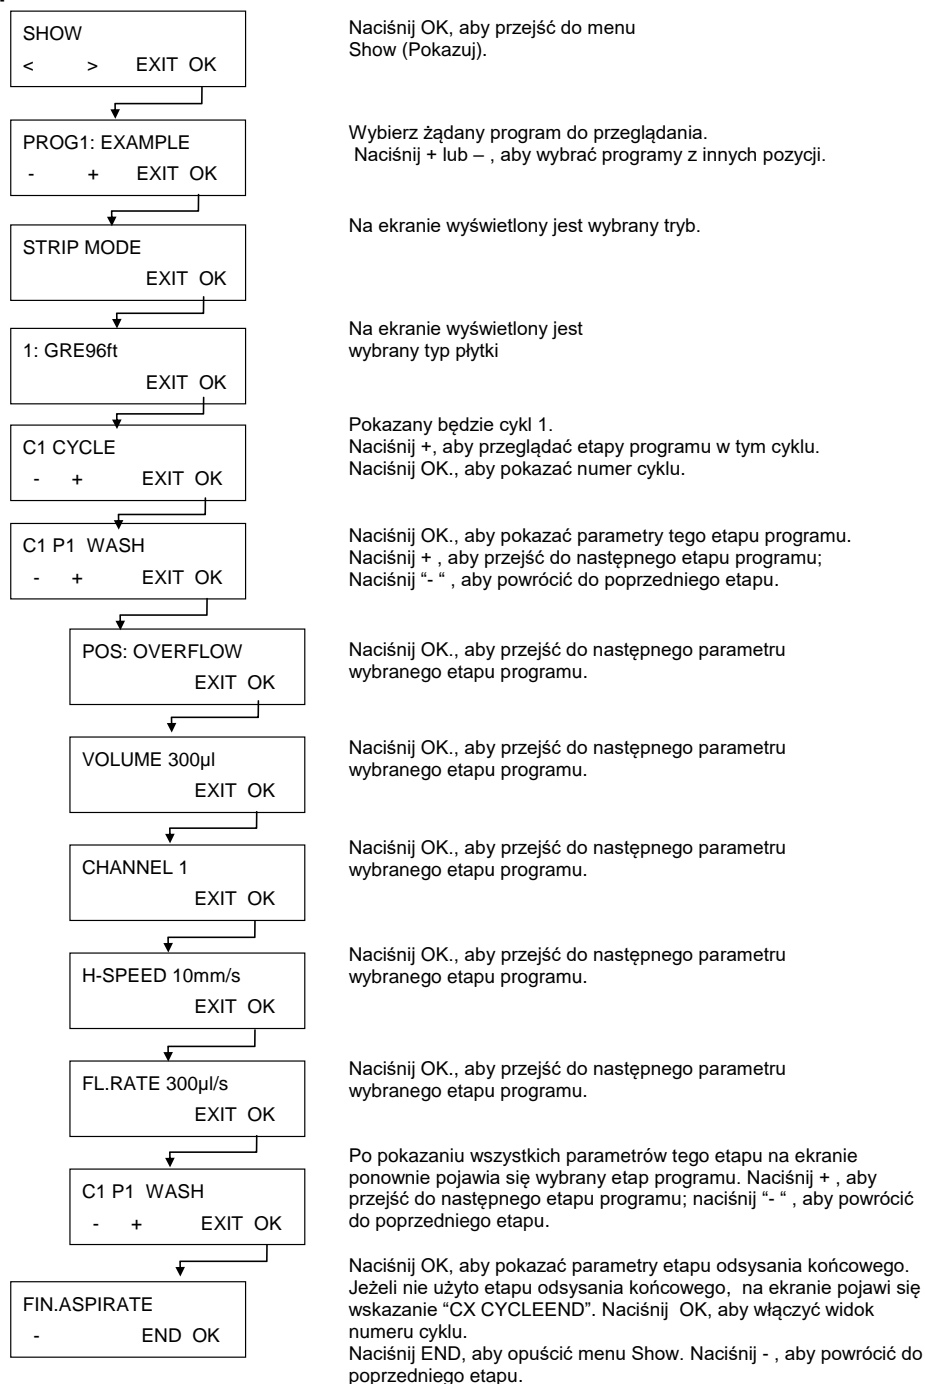 SHOW
< > EXIT OK
Naciśnij OK, aby przejść do menu
Show (Pokazuj).
PROG1: EXAMPLE
- + EXIT OK
Wybierz żądany program do przeglądania.
Naciśnij + lub – , aby wybrać programy z innych pozycji.
STRIP MODE
EXIT OK
Na ekranie wyświetlony jest wybrany tryb.
1: GRE96ft
EXIT OK
Na ekranie wyświetlony jest
wybrany typ płytki
C1 CYCLE
- + EXIT OK
Pokazany będzie cykl 1.
Naciśnij +, aby przeglądać etapy programu w tym cyklu.
Naciśnij OK., aby pokazać numer cyklu.
C1 P1 WASH
- + EXIT OK
Naciśnij OK., aby pokazać parametry tego etapu programu.
Naciśnij + , aby przejść do następnego etapu programu;
Naciśnij “- “ , aby powrócić do poprzedniego etapu.
POS: OVERFLOW
EXIT OK
Naciśnij OK., aby przejść do następnego parametru
wybranego etapu programu.
VOLUME 300µl
EXIT OK
Naciśnij OK., aby przejść do następnego parametru
wybranego etapu programu.
CHANNEL 1
EXIT OK
Naciśnij OK., aby przejść do następnego parametru
wybranego etapu programu.
H-SPEED 10mm/s
EXIT OK
Naciśnij OK., aby przejść do następnego parametru
wybranego etapu programu.
FL.RATE 300µl/s
EXIT OK
Naciśnij OK., aby przejść do następnego parametru
wybranego etapu programu.
C1 P1 WASH
- + EXIT OK
Po pokazaniu wszystkich parametrów tego etapu na ekranie
ponownie pojawia się wybrany etap programu. Naciśnij + , aby
przejść do następnego etapu programu; naciśnij “- “ , aby powrócić
do poprzedniego etapu.
FIN.ASPIRATE
- END OK
Naciśnij OK, aby pokazać parametry etapu odsysania końcowego.
Jeżeli nie użyto etapu odsysania końcowego, na ekranie pojawi się
wskazanie “CX CYCLEEND”. Naciśnij OK, aby włączyć widok
numeru cyklu.
Naciśnij END, aby opuścić menu Show. Naciśnij - , aby powrócić do
poprzedniego etapu.